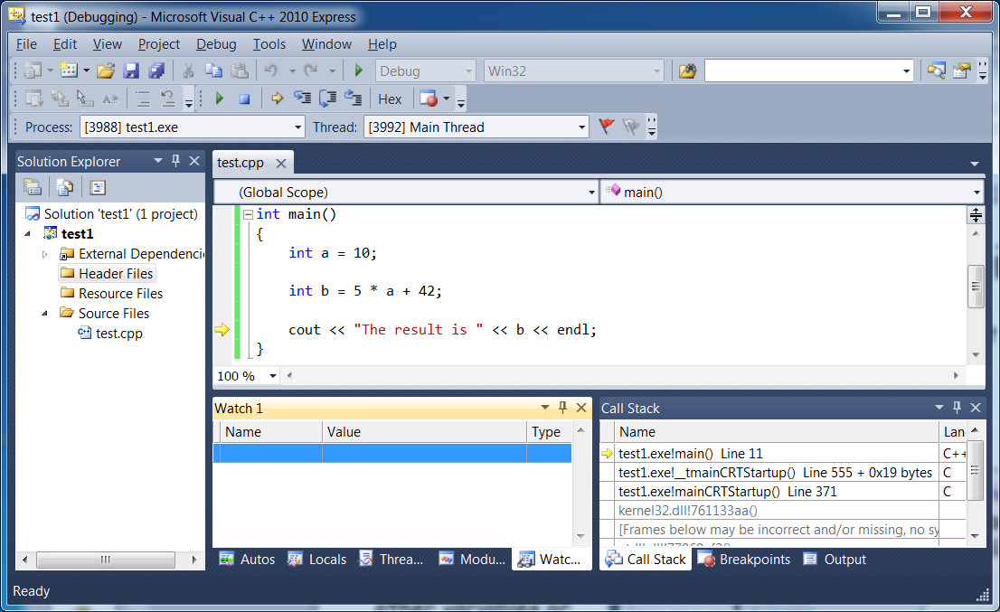 test1 (Debugging) - Microsoft Visual C++ 2010 Express
File Edit View Project Debug Tools Window Help
Debug Win32
Hex
Process: [3988] test1.exe Thread: [3992] Main Thread
Solution Explorer
Solution 'test1' (1 project)
test1
External Dependencie
Header Files
Resource Files
Source Files
test.cpp
test.cpp
(Global Scope) main()
int main()
{
int a = 10;
int b = 5 * a + 42;
cout << "The result is " << b << endl;
}
100 %
Watch 1
Name Value Type
Autos Locals Threa... Modu... Watc...
Call Stack
Name Lan
test1.exe!main() Line 11 C++
test1.exe!__tmainCRTStartup() Line 555 + 0x19 bytes C
test1.exe!mainCRTStartup() Line 371 C
kernel32.dll!761133aa()
[Frames below may be incorrect and/or missing, no sy
Call Stack Breakpoints Output
Ready